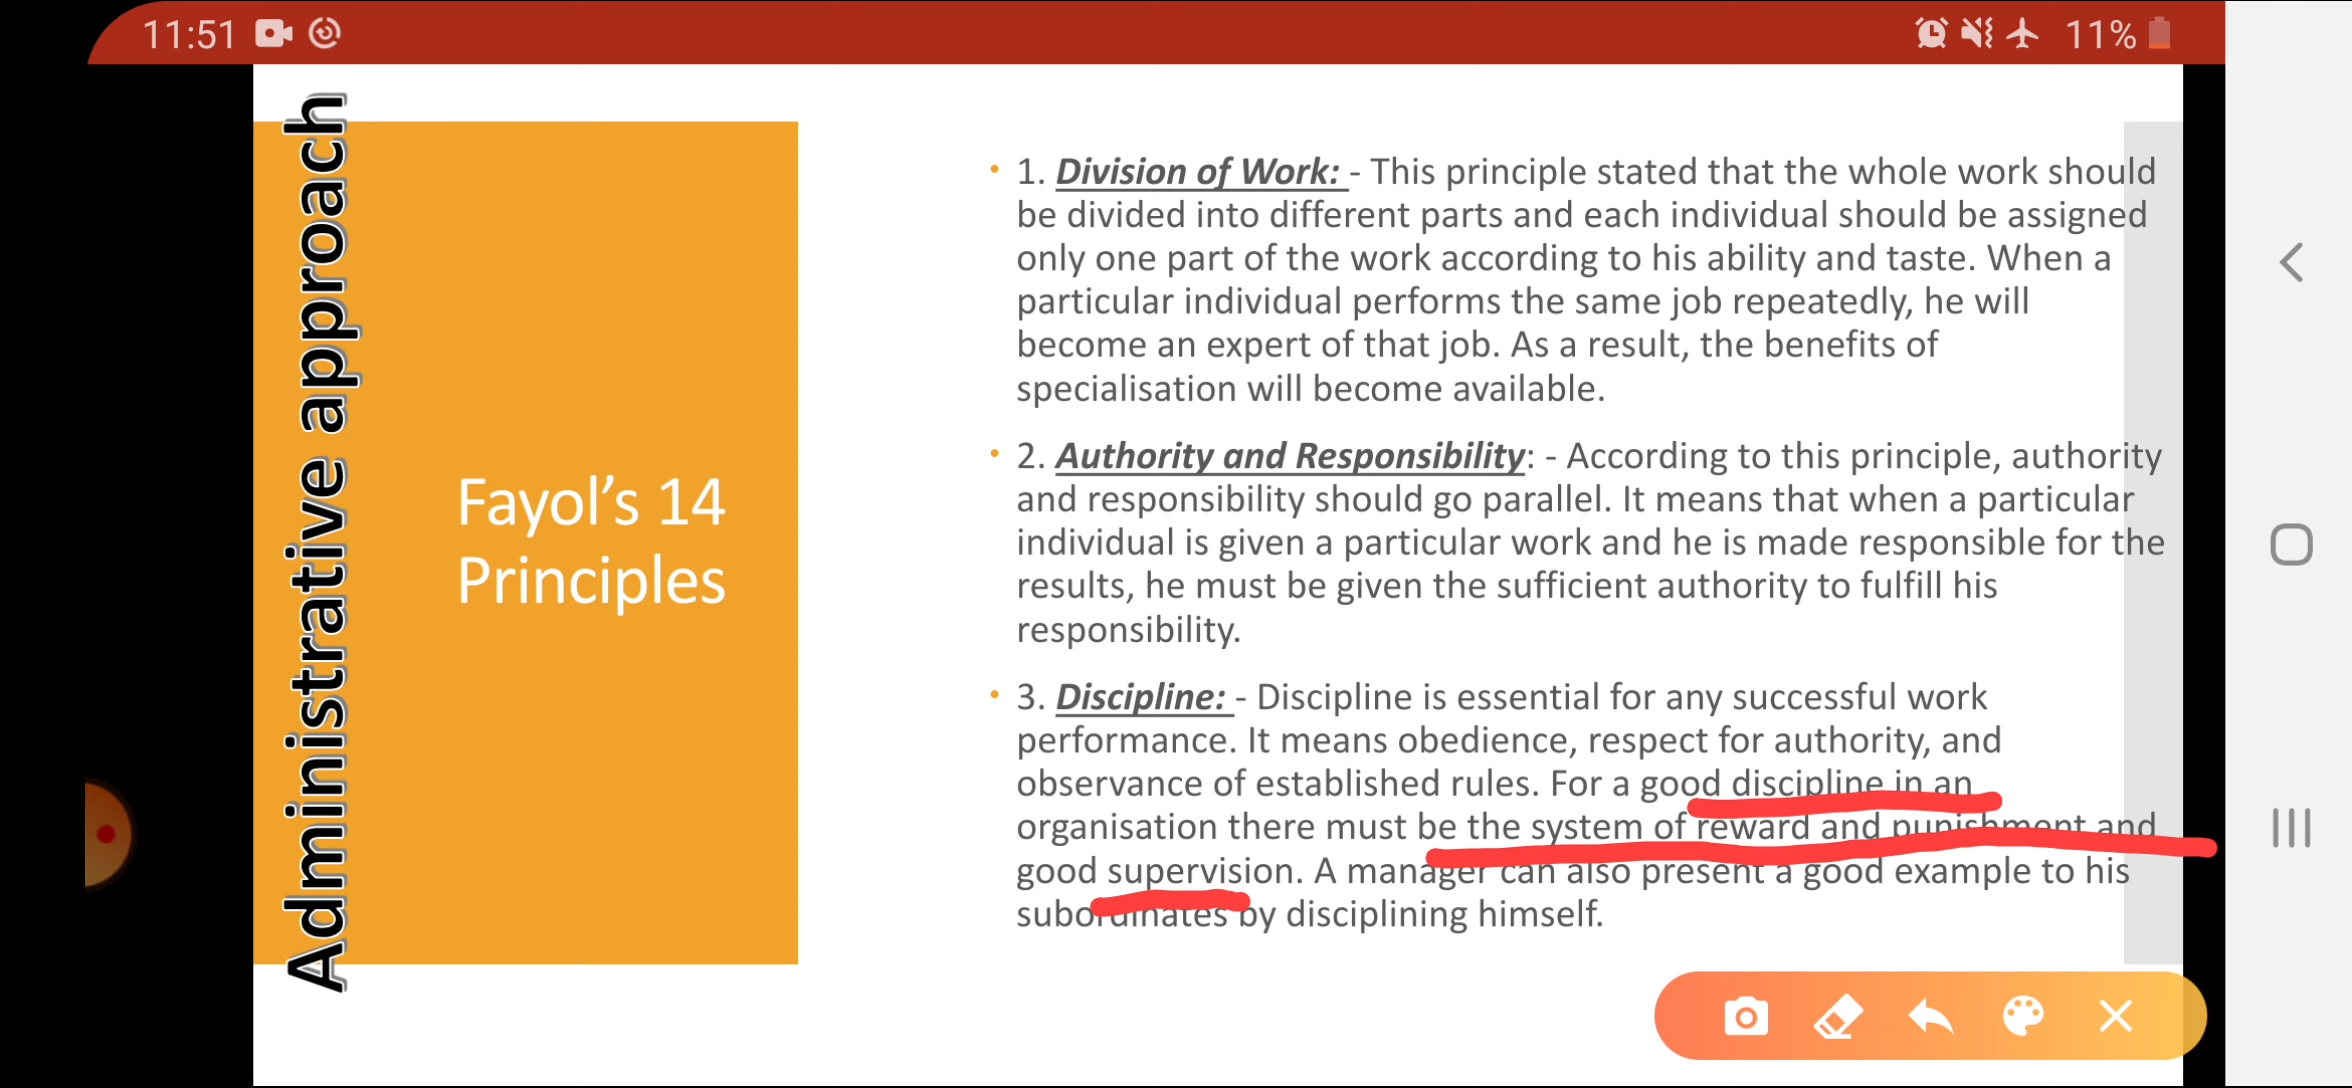 11:51
11%
Administrative approach
Fayol's 14
Principles
• 1. Division of Work: - This principle stated that the whole work should
be divided into different parts and each individual should be assigned
only one part of the work according to his ability and taste. When a
particular individual performs the same job repeatedly, he will
become an expert of that job. As a result, the benefits of
specialisation will become available.
• 2. Authority and Responsibility: - According to this principle, authority
and responsibility should go parallel. It means that when a particular
individual is given a particular work and he is made responsible for the
results, he must be given the sufficient authority to fulfill his
responsibility.
• 3. Discipline: - Discipline is essential for any successful work
performance. It means obedience, respect for authority, and
observance of established rules. For a good discipline in an
organisation there must be the system of reward and punishment and
good supervision. A manager can also present a good example to his
subordinates by disciplining himself.